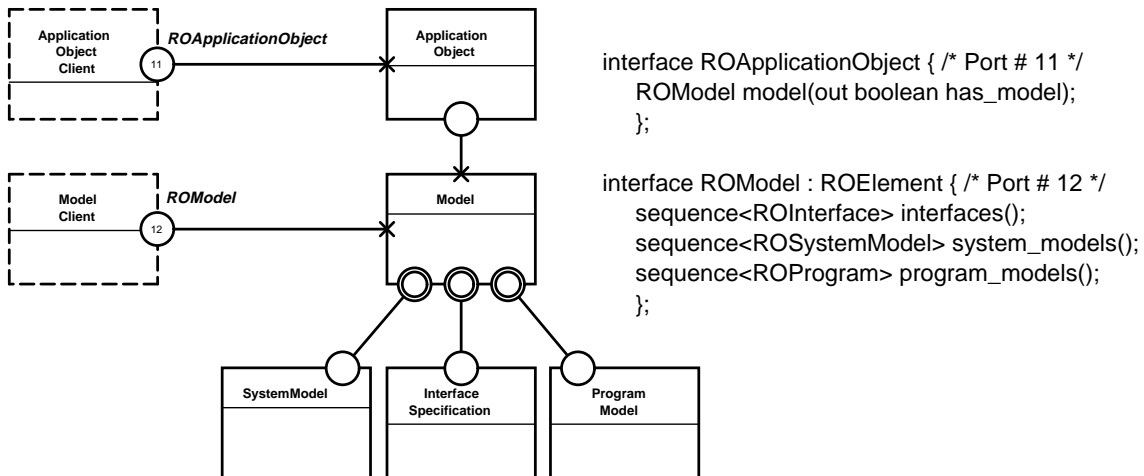 Application
Object
Client
11
ROApplicationObject
Application
Object
interface ROApplicationObject { /* Port # 11 */
ROModel model(out boolean has_model);
};
Model
Client
12
ROModel
Model
interface ROModel : ROElement { /* Port # 12 */
sequence<ROInterface> interfaces();
sequence<ROSystemModel> system_models();
sequence<ROProgram> program_models();
};
SystemModel
Interface
Specification
Program
Model